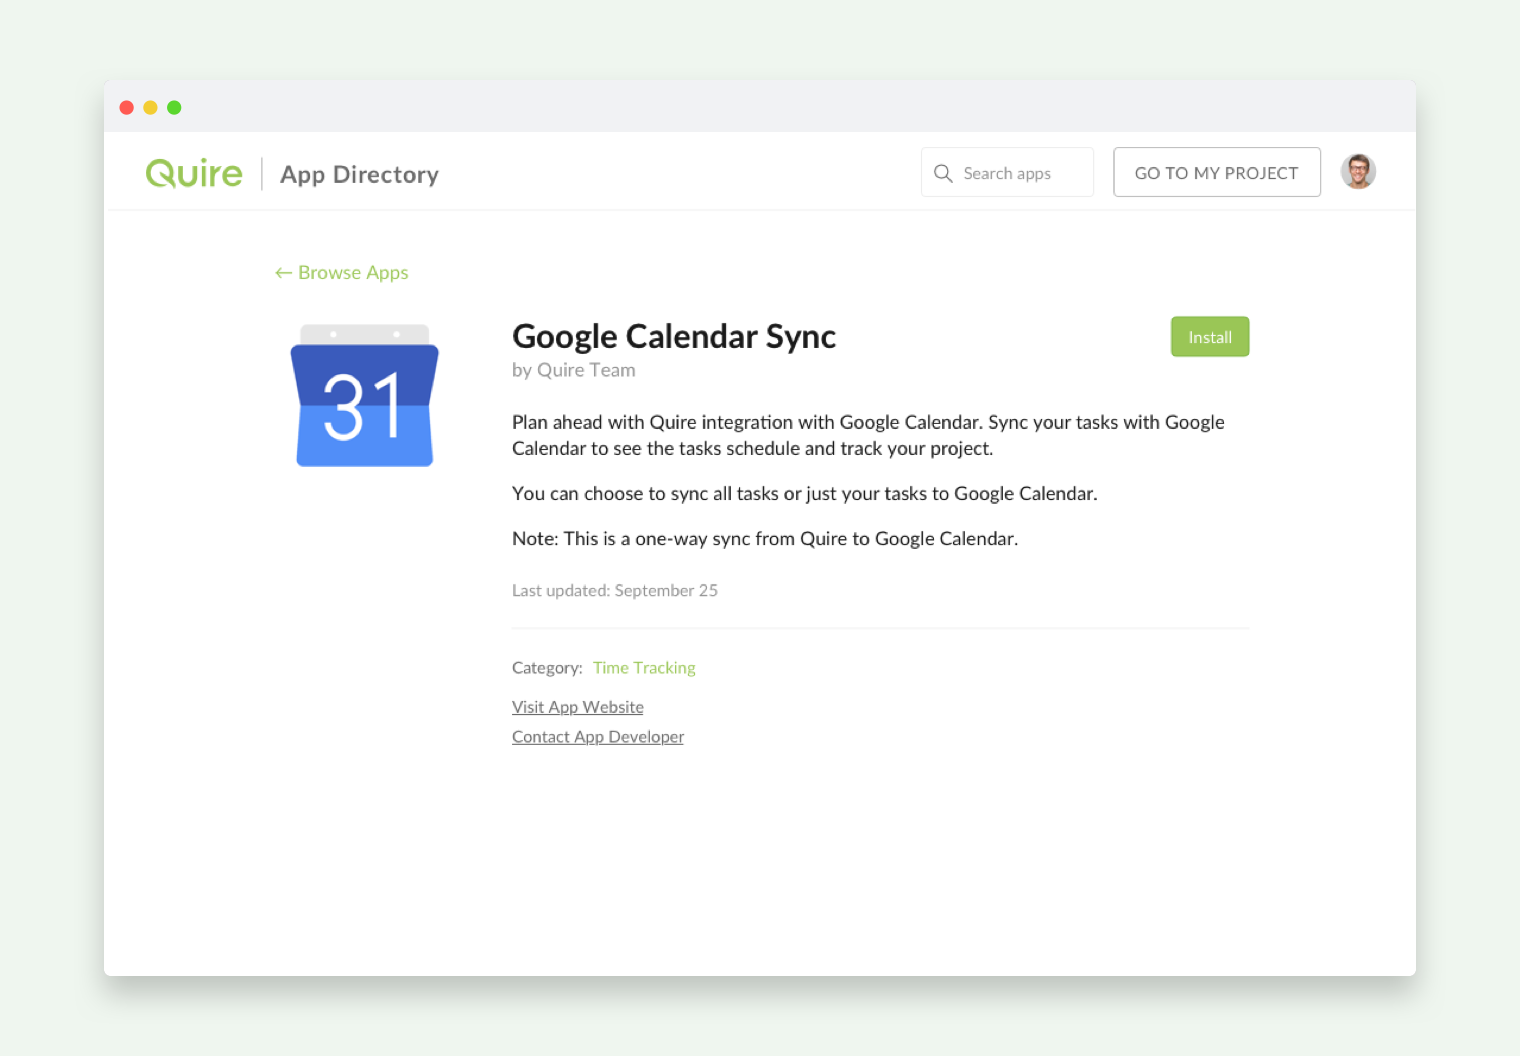 Quire | App Directory
Search apps
GO TO MY PROJECT
← Browse Apps
31
Google Calendar Sync
Install
by Quire Team
Plan ahead with Quire integration with Google Calendar. Sync your tasks with Google
Calendar to see the tasks schedule and track your project.
You can choose to sync all tasks or just your tasks to Google Calendar.
Note: This is a one-way sync from Quire to Google Calendar.
Last updated: September 25
Category: Time Tracking
Visit App Website
Contact App Developer